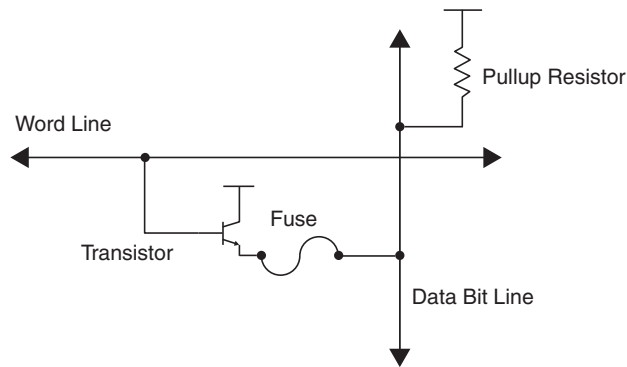 Pullup Resistor
Word Line
Fuse
Transistor
Data Bit Line